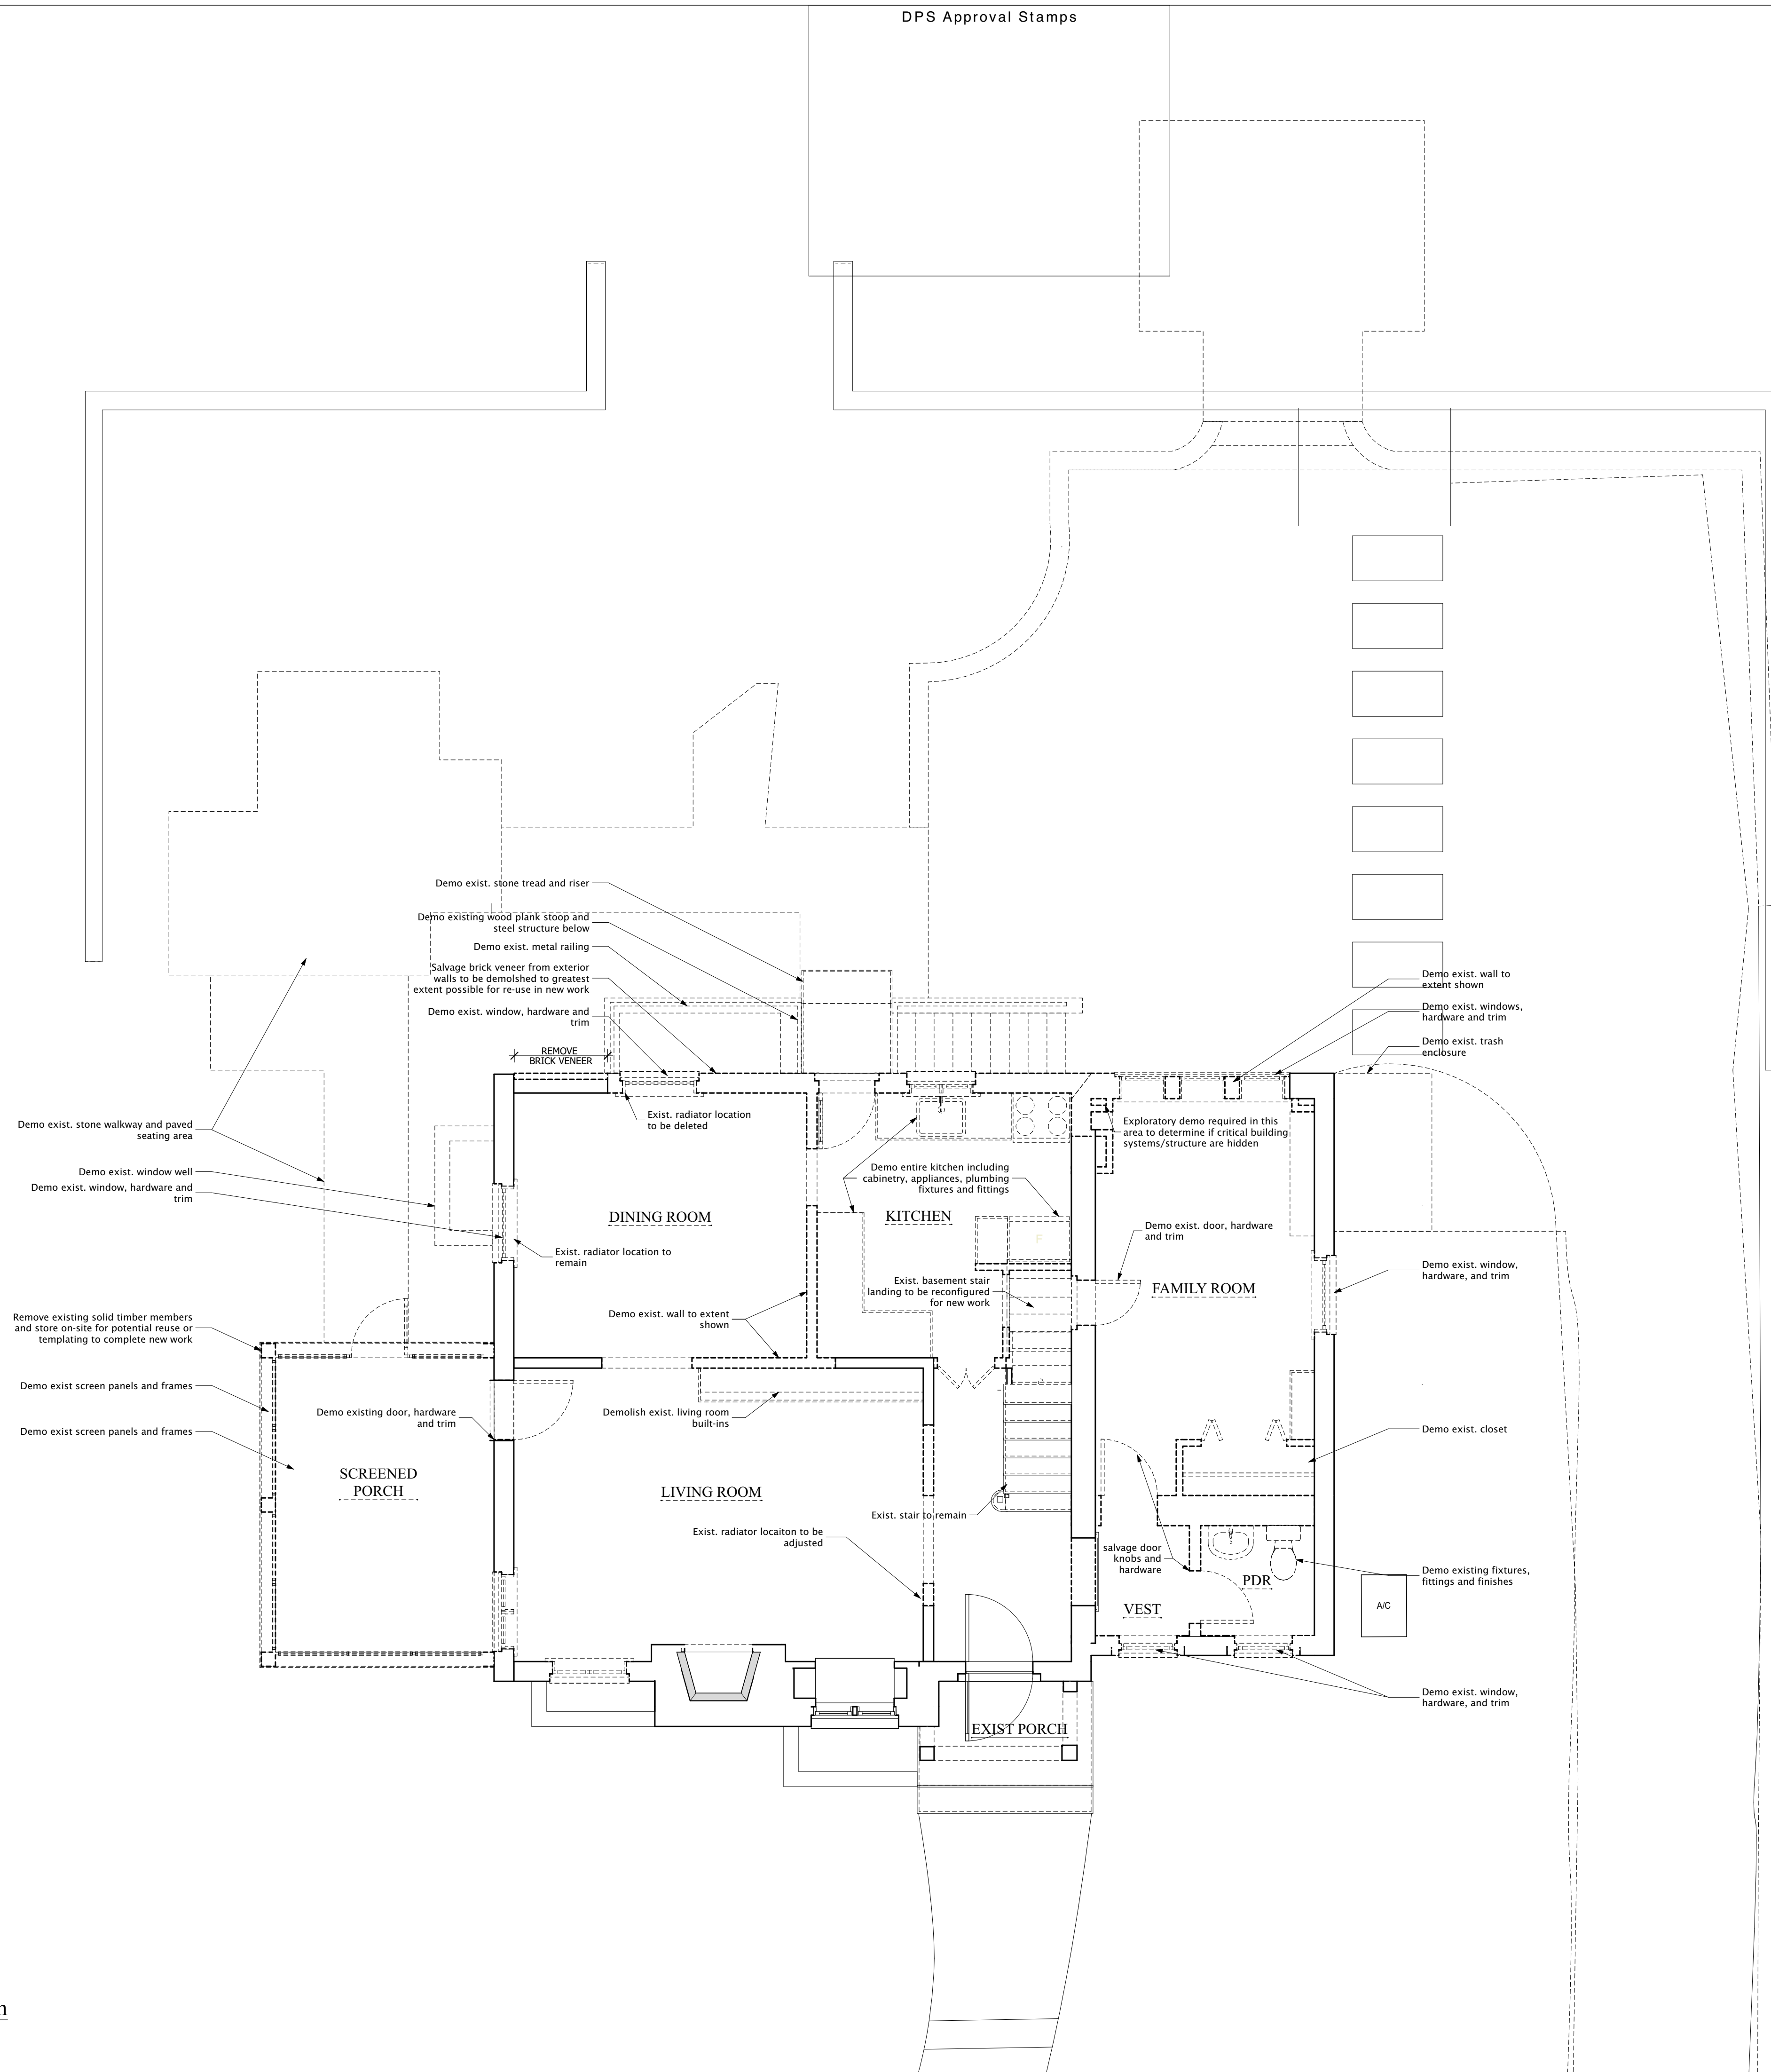 DPS Approval Stamps
Demo exist. stone tread and riser
Demo existing wood plank stoop and
steel structure below
Demo exist. metal railing
Salvage brick veneer from exterior
walls to be demolshed to greatest
extent possible for re-use in new work
Demo exist. window, hardware and
trim
REMOVE
BRICK VENEER
Demo exist. wall to
extent shown
Demo exist. windows,
hardware and trim
Demo exist. trash
enclosure
Demo exist. stone walkway and paved
seating area
Demo exist. window well
Demo exist. window, hardware and
trim
Exist. radiator location
to be deleted
Exploratory demo required in this
area to determine if critical building
systems/structure are hidden
Demo entire kitchen including
cabinetry, appliances, plumbing
fixtures and fittings
DINING ROOM
KITCHEN
F
Exist. radiator location to
remain
Demo exist. door, hardware
and trim
FAMILY ROOM
Exist. basement stair
landing to be reconfigured
for new work
Demo exist. window,
hardware, and trim
Remove existing solid timber members
and store on-site for potential reuse or
templating to complete new work
Demo exist. wall to extent
shown
Demo exist screen panels and frames
Demo exist screen panels and frames
Demo existing door, hardware
and trim
Demolish exist. living room
built-ins
Demo exist. closet
SCREENED
PORCH
LIVING ROOM
Exist. stair to remain
Exist. radiator locaiton to be
adjusted
salvage door
knobs and
hardware
PDR
VEST
Demo existing fixtures,
fittings and finishes
A/C
Demo exist. window,
hardware, and trim
EXIST PORCH